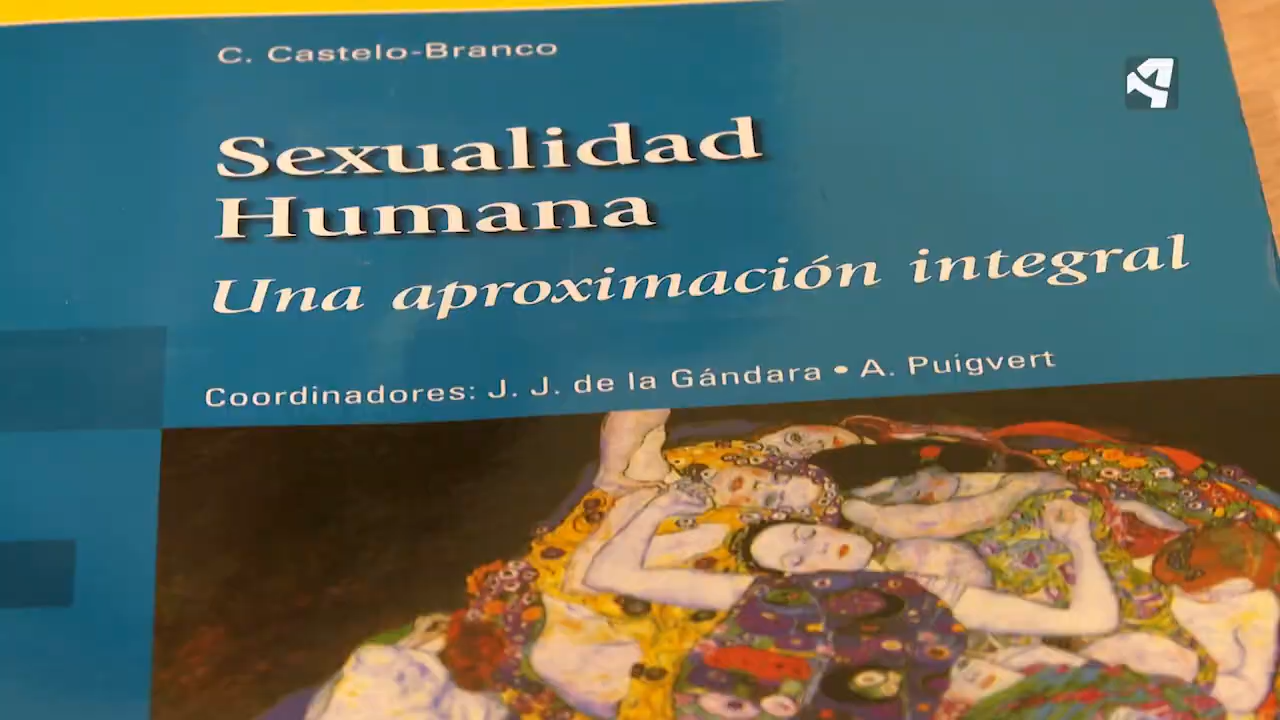 C. Castelo-Branco
Sexualidad
Humana
Una aproximación integral
Coordinadores: J. J. de la Gándara • A. Puigvert